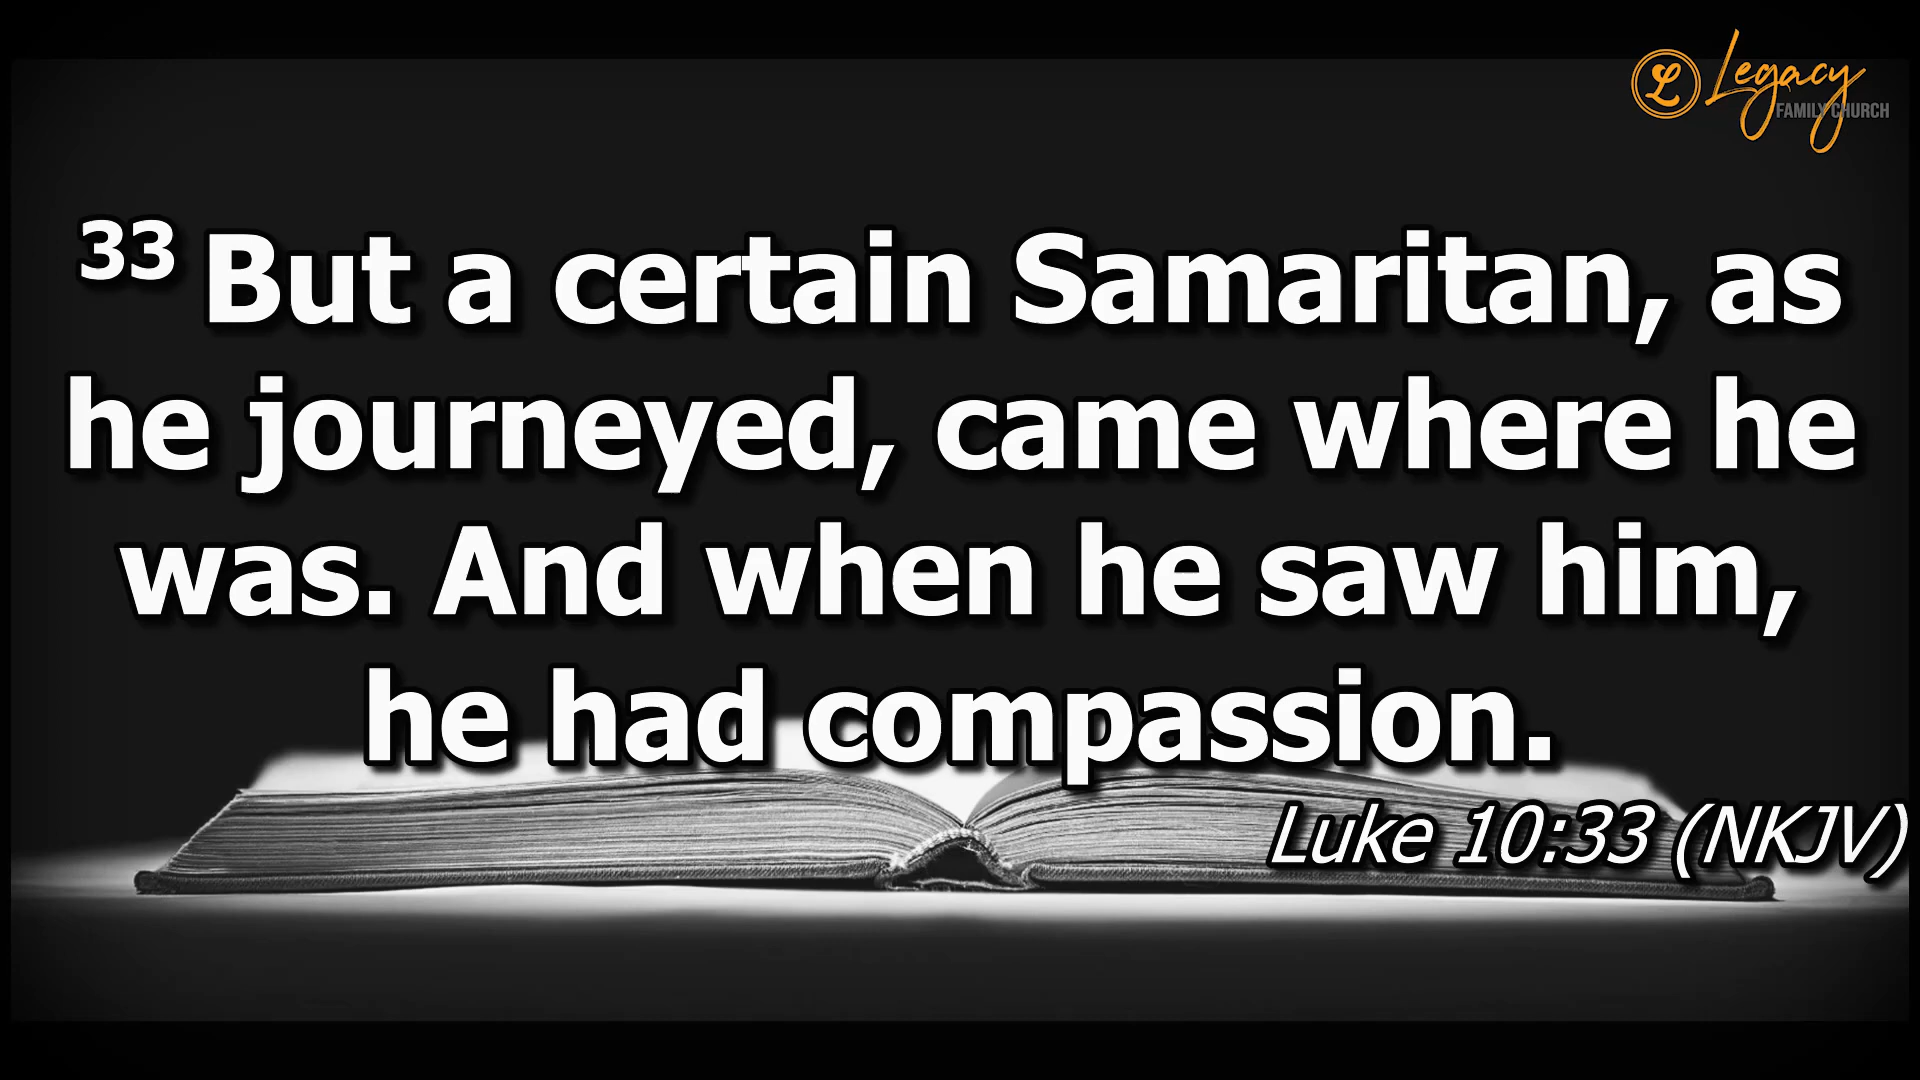 L Legacy
FAMILY CHURCH
33 But a certain Samaritan, as
he journeyed, came where he
was. And when he saw him,
he had compassion.
Luke 10:33 (NKJV)